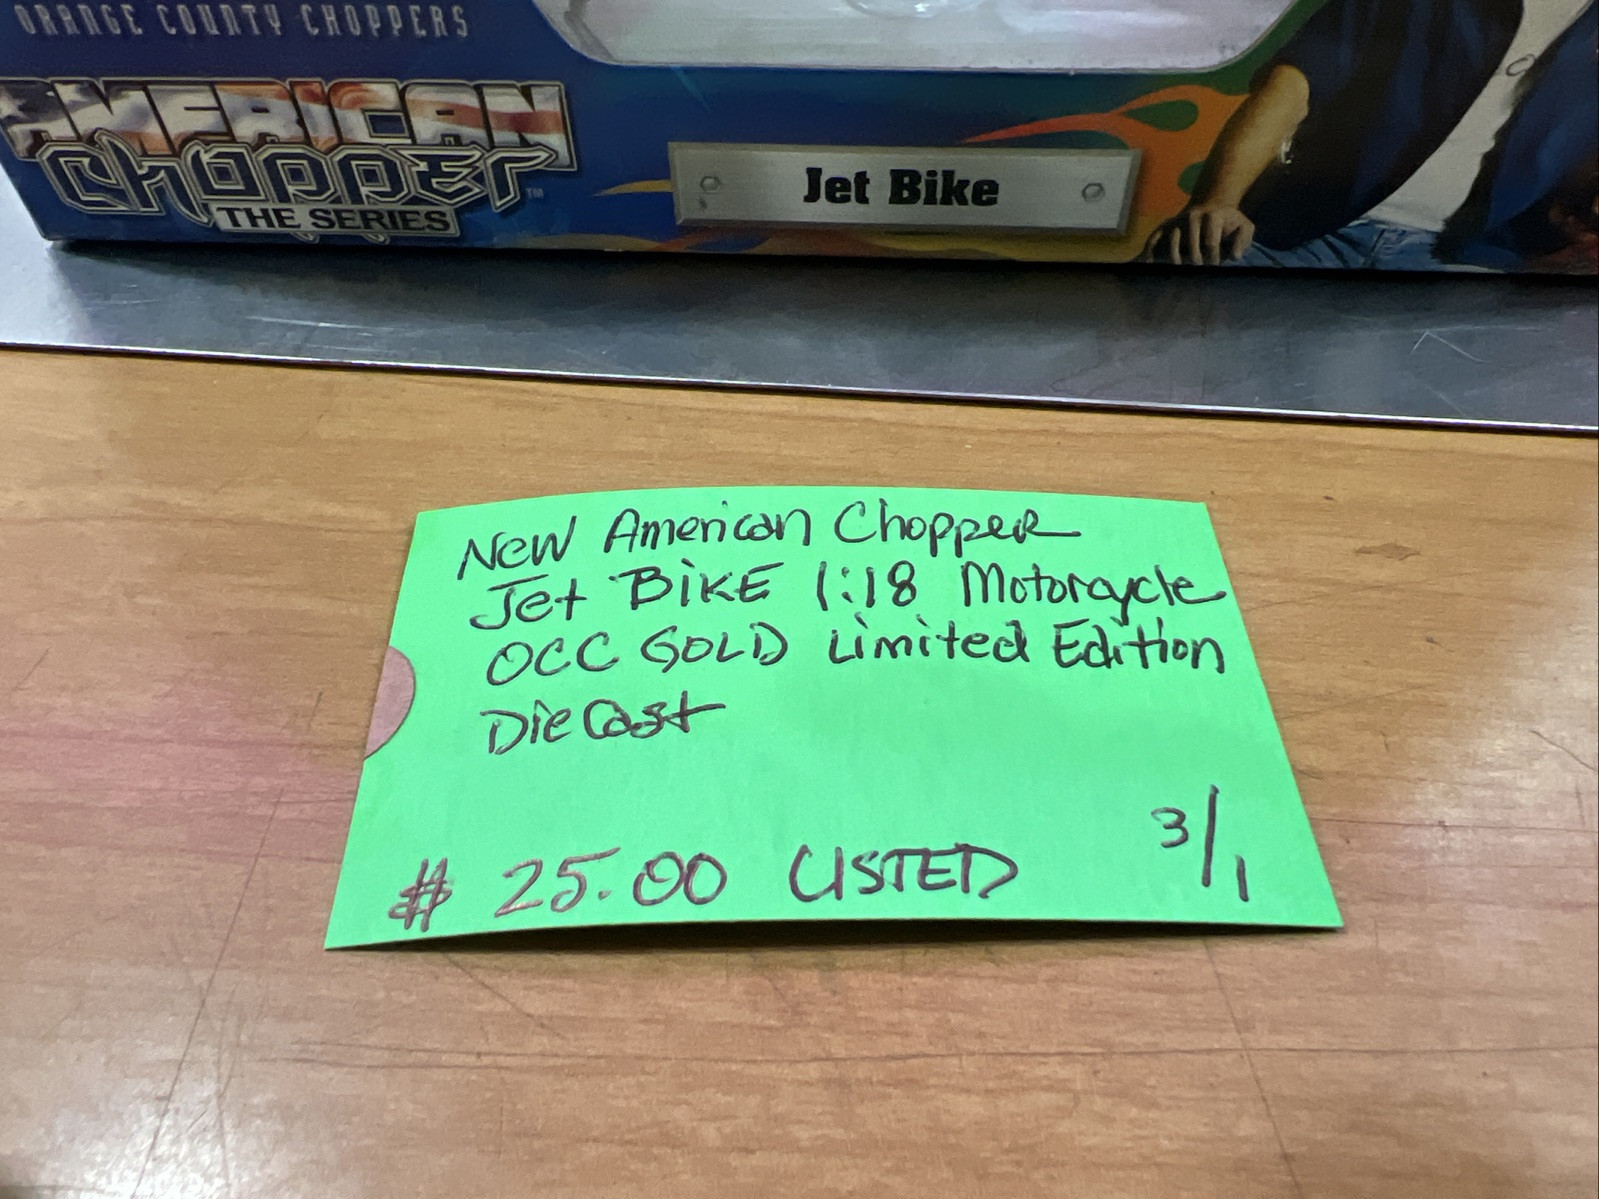 ORANGE COUNTY CHOPPERS
AMERICAN
Chopper™
THE SERIES
Jet Bike
New American Chopper
Jet BiKE 1:18 Motorcycle
OCC GOLD Limited Edition
DieCast
$ 25.00 LISTED
3/1